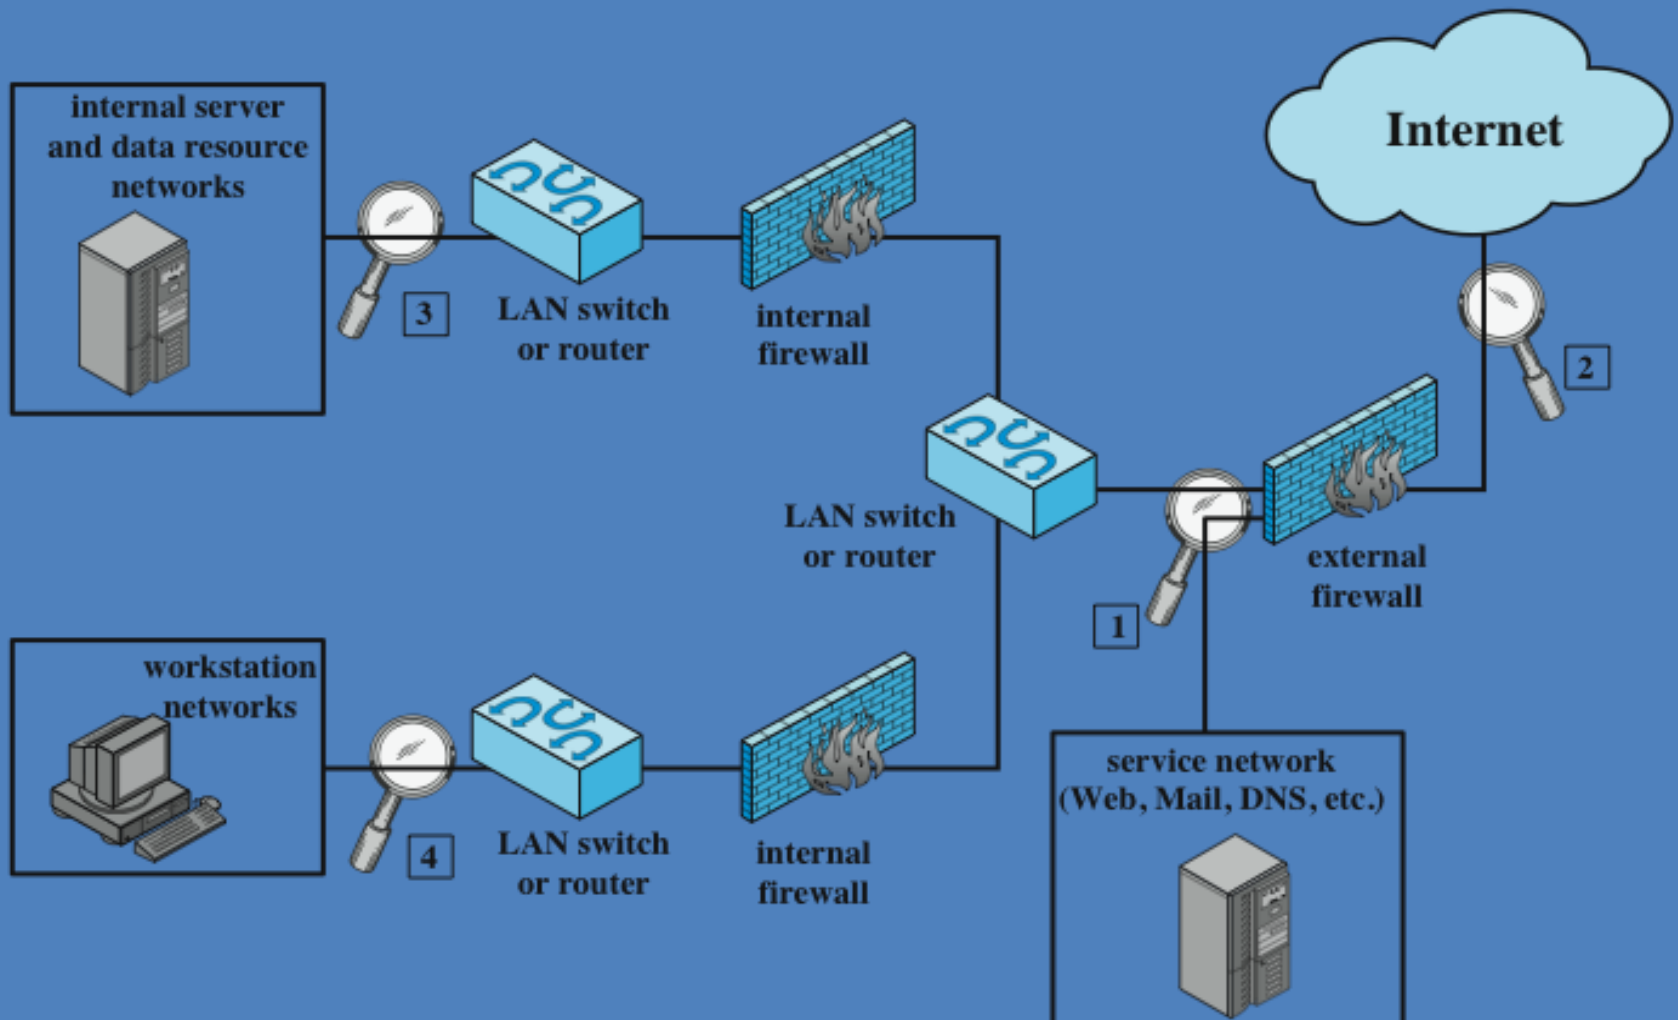 Internet
internal server
and data resource
networks
3
LAN switch
or router
internal
firewall
2
LAN switch
or router
1
external
firewall
workstation
networks
4
LAN switch
or router
internal
firewall
service network
(Web, Mail, DNS, etc.)